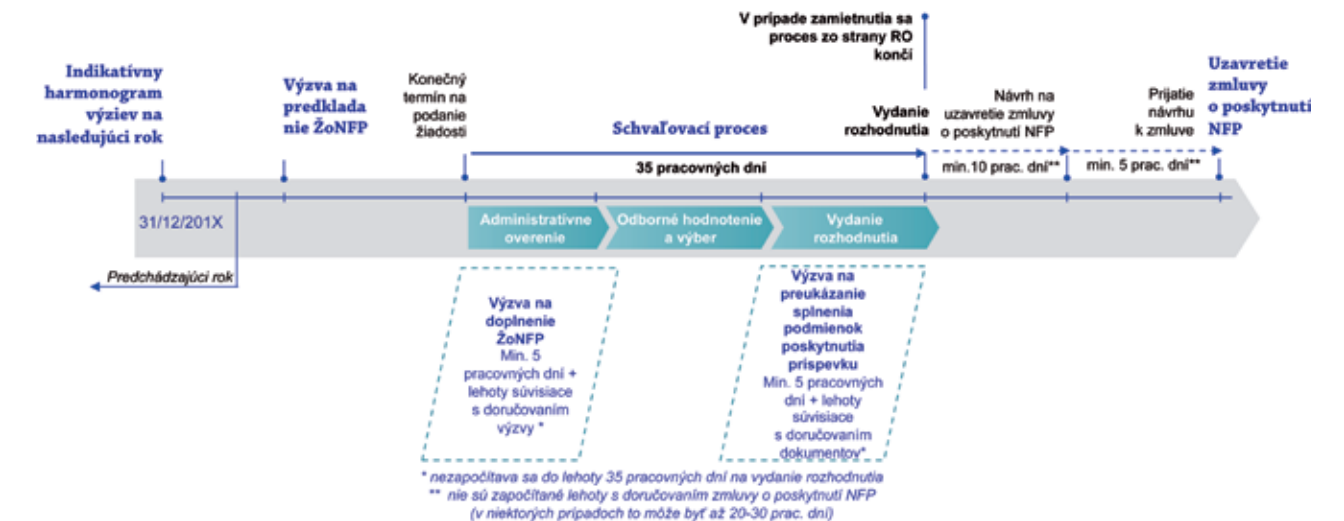 V prípade zamietnutia sa
proces zo strany RO
končí
Indikatívny
harmonogram
výziev na
nasledujúci rok
Výzva na
predklada
nie ŽoNFP
Konečný
termín na
podanie
žiadosti
Schvaľovací proces
Vydanie
rozhodnutia
Návrh na
uzavretie zmluvy
o poskytnutí NFP
Prijatie
návrhu
k zmluve
Uzavretie
zmluvy
o poskytnutí
NFP
35 pracovných dní
min.10 prac. dní**
min. 5 prac. dní**
31/12/201X
Administratívne
overenie
Odborné hodnotenie
a výber
Vydanie
rozhodnutia
Predchádzajúci rok
Výzva na
doplnenie
ŽoNFP
Min. 5
pracovných dní +
lehoty súvisiace
s doručovaním
výzvy *
Výzva na
preukázanie
splnenia
podmienok
poskytnutia
príspevku
Min. 5 pracovných
dní + lehoty
súvisiace
s doručovaním
dokumentov*
* nezapočítava sa do lehoty 35 pracovných dní na vydanie rozhodnutia
** nie sú započítané lehoty s doručovaním zmluvy o poskytnutí NFP
(v niektorých prípadoch to môže byť až 20-30 prac. dní)